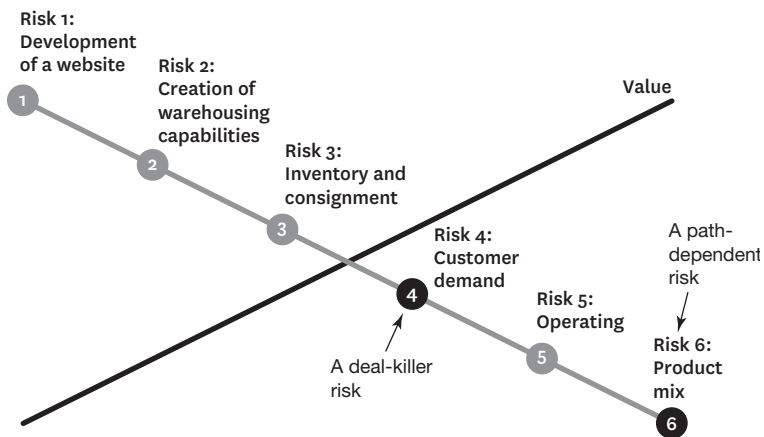 Risk 1:
Development
of a website
1
Risk 2:
Creation of
warehousing
capabilities
2
Risk 3:
Inventory and
consignment
3
Value
Risk 4:
Customer
demand
4
A deal-killer
risk
Risk 5:
Operating
5
A path-
dependent
risk
Risk 6:
Product
mix
6